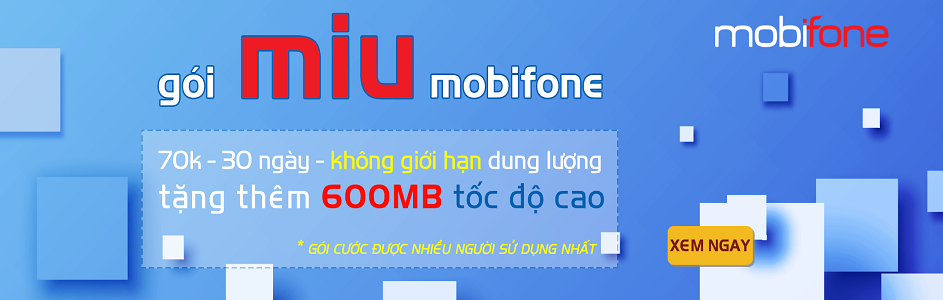 mobifone
gói miu mobifone
70k - 30 ngày - không giới hạn dung lượng
tặng thêm 600MB tốc độ cao
* GÓI CƯỚC ĐƯỢC NHIỀU NGƯỜI SỬ DỤNG NHẤT
XEM NGAY